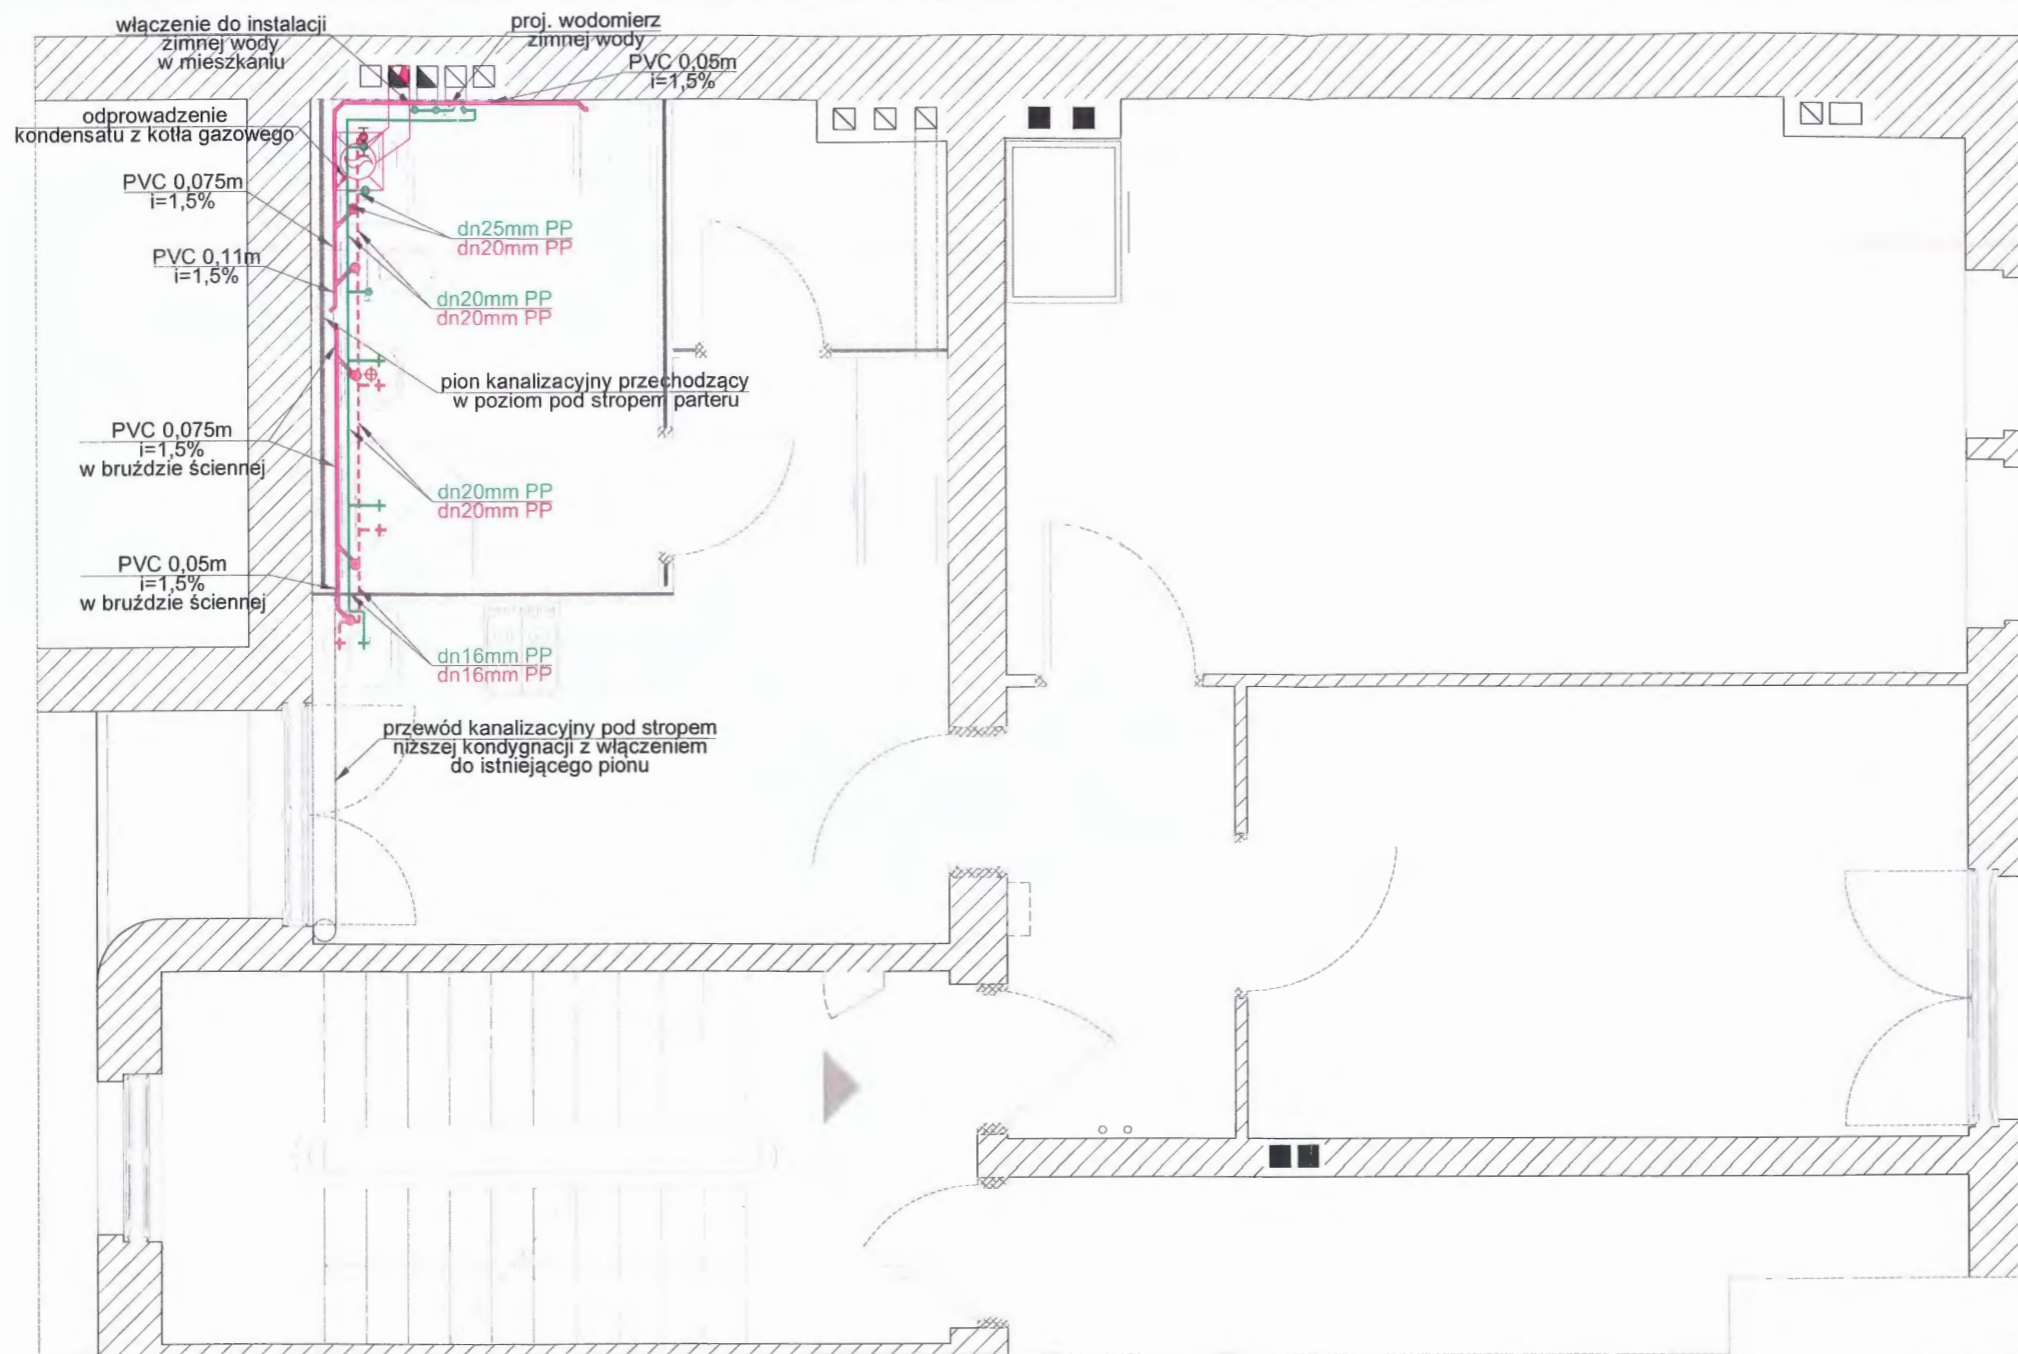 włączenie do instalacji
zimnej wody
w mieszkaniu
proj. wodomierz
zimnej wody
PVC 0,05m
i=1,5%
odprowadzenie
kondensatu z kotła gazowego
PVC 0,075m
i=1,5%
PVC 0,11m
i=1,5%
dn25mm PP
dn20mm PP
dn20mm PP
dn20mm PP
pion kanalizacyjny przechodzący
w poziom pod stropem parteru
PVC 0,075m
i=1,5%
w bruździe ściennej
dn20mm PP
dn20mm PP
PVC 0,05m
i=1,5%
w bruździe ściennej
dn16mm PP
dn16mm PP
przewód kanalizacyjny pod stropem
niższej kondygnacji z włączeniem
do istniejącego pionu